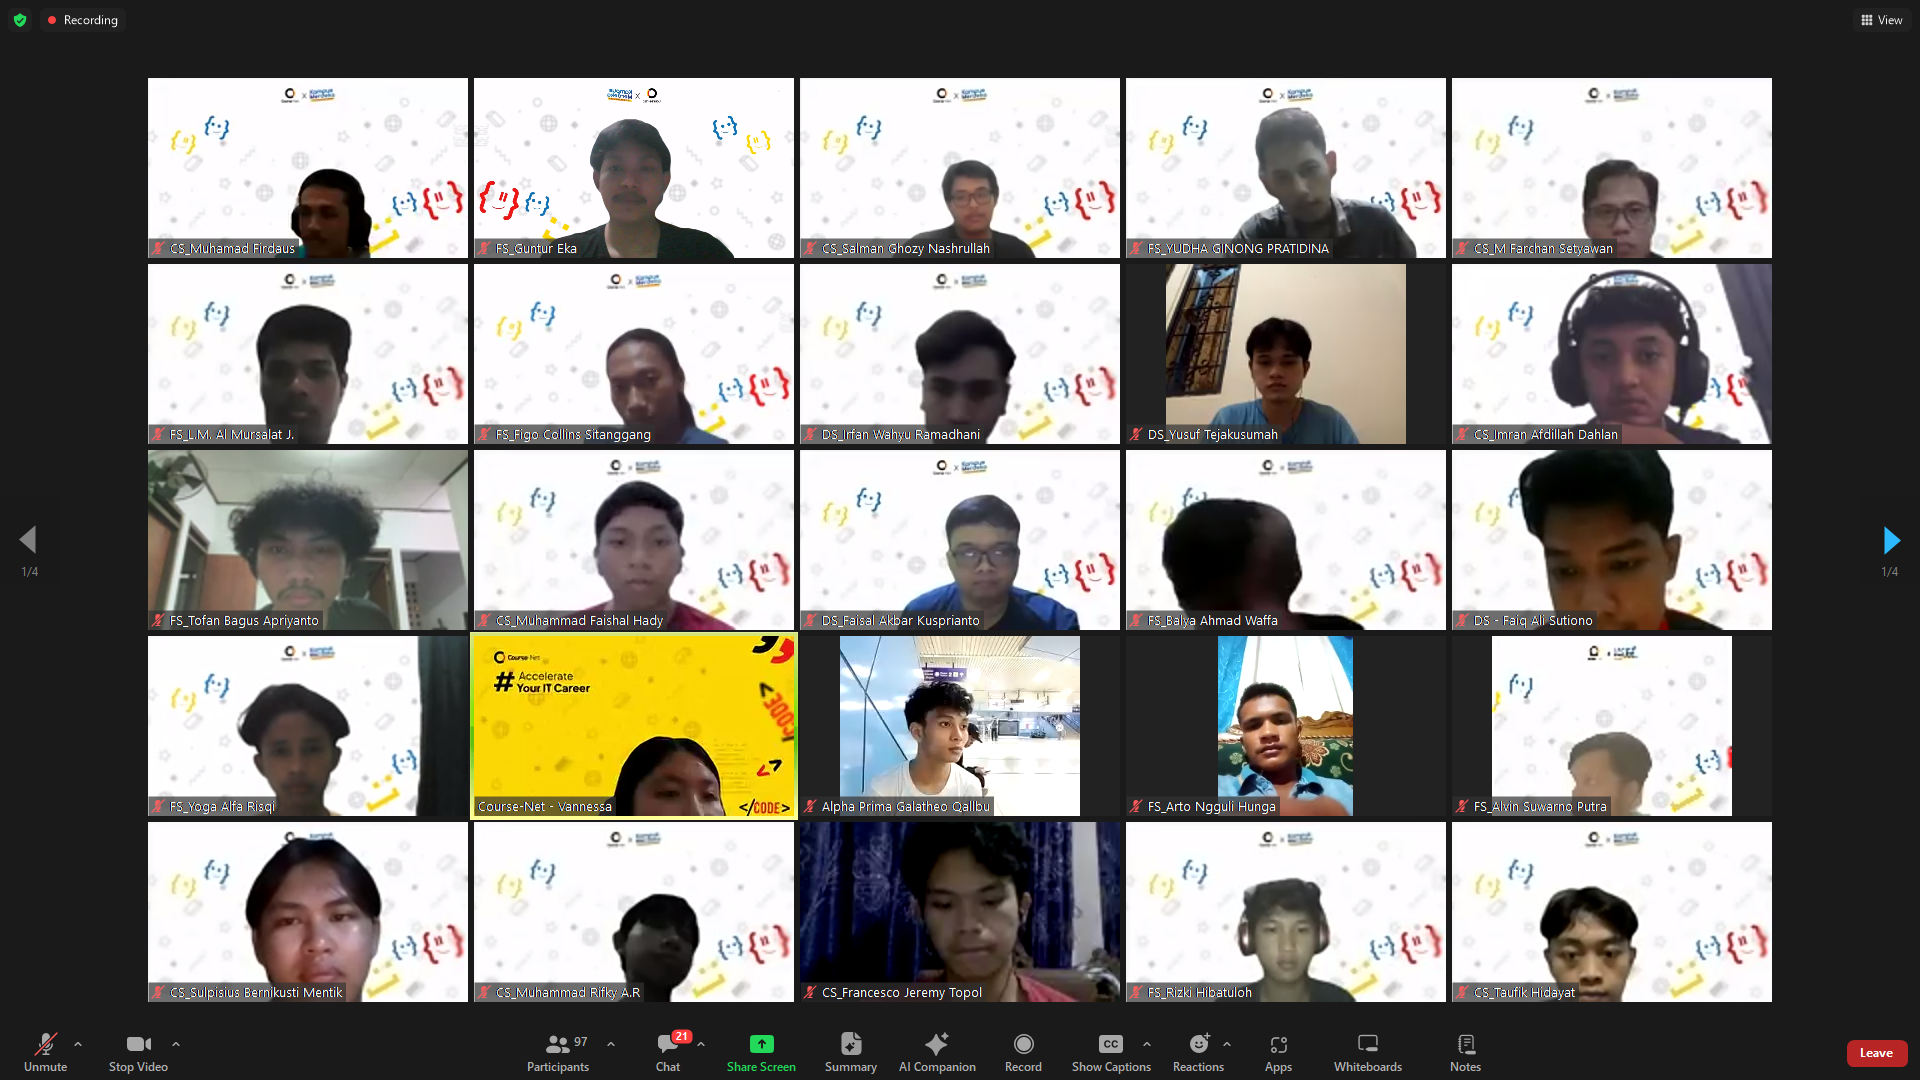 Recording
View
CS_Muhamad Firdaus
FS_Guntur Eka
CS_Salman Ghozy Nashrullah
FS_YUDHA GINONG PRATIDINA
CS_M Farchan Setyawan
FS_L.M. Al Mursalat J.
FS_Figo Collins Sitanggang
DS_Irfan Wahyu Ramadhani
DS_Yusuf Tejakusumah
CS_Imran Afdillah Dahlan
1/4
1/4
FS_Tofan Bagus Apriyanto
CS_Muhammad Faishal Hady
DS_Faisal Akbar Kusprianto
FS_Balya Ahmad Waffa
DS - Faiq Ali Sutiono
Course-Net
# Accelerate
Your IT Career
CODE
</CODE>
FS_Yoga Alfa Risqi
Course-Net - Vannessa
Alpha Prima Galatheo Qallbu
FS_Arto Ngguli Hunga
FS_Alvin Suwarno Putra
CS_Sulpisius Bernikusti Mentik
CS_Muhammad Rifky A.R
CS_Francesco Jeremy Topol
FS_Rizki Hibatuloh
CS_Taufik Hidayat
97
21
CC
Unmute
Stop Video
Participants
Chat
Share Screen
Summary
AI Companion
Record
Show Captions
Reactions
Apps
Whiteboards
Notes
Leave